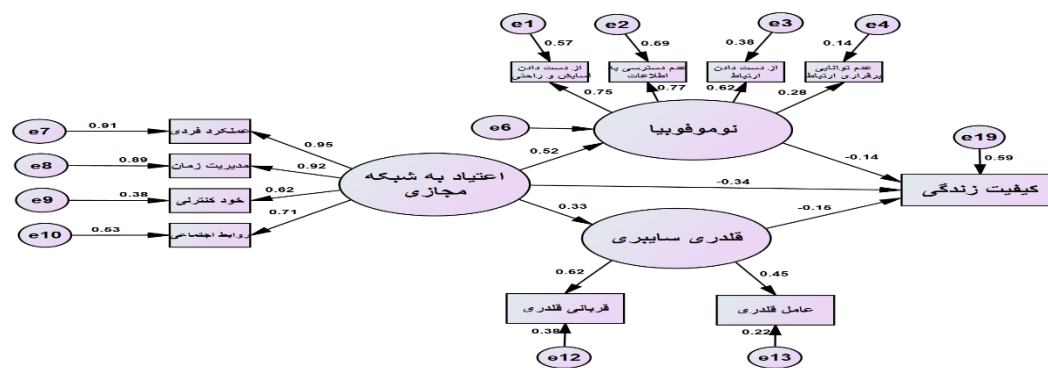 e1
e2
e3
e4
0.57
0.59
0.38
0.14
از دست دادن
آسایش و راحتی
عدم دسترسی به
اطلاعات
از دست دادن
ارتباط
عدم توانایی
برقراری ارتباط
0.75
0.77
0.62
0.28
e6
نوموفوبیا
e7
0.91
عملکرد فردی
0.95
e8
0.89
مدیریت زمان
0.92
e9
0.38
خود کنترلی
0.62
e10
0.53
روابط اجتماعی
0.71
اعتیاد به شبکه
مجازی
0.52
-0.14
-0.34
0.33
-0.15
e19
0.59
کیفیت زندگی
قلدری سایبری
0.62
0.45
قربانی قلدری
عامل قلدری
0.38
0.22
e12
e13